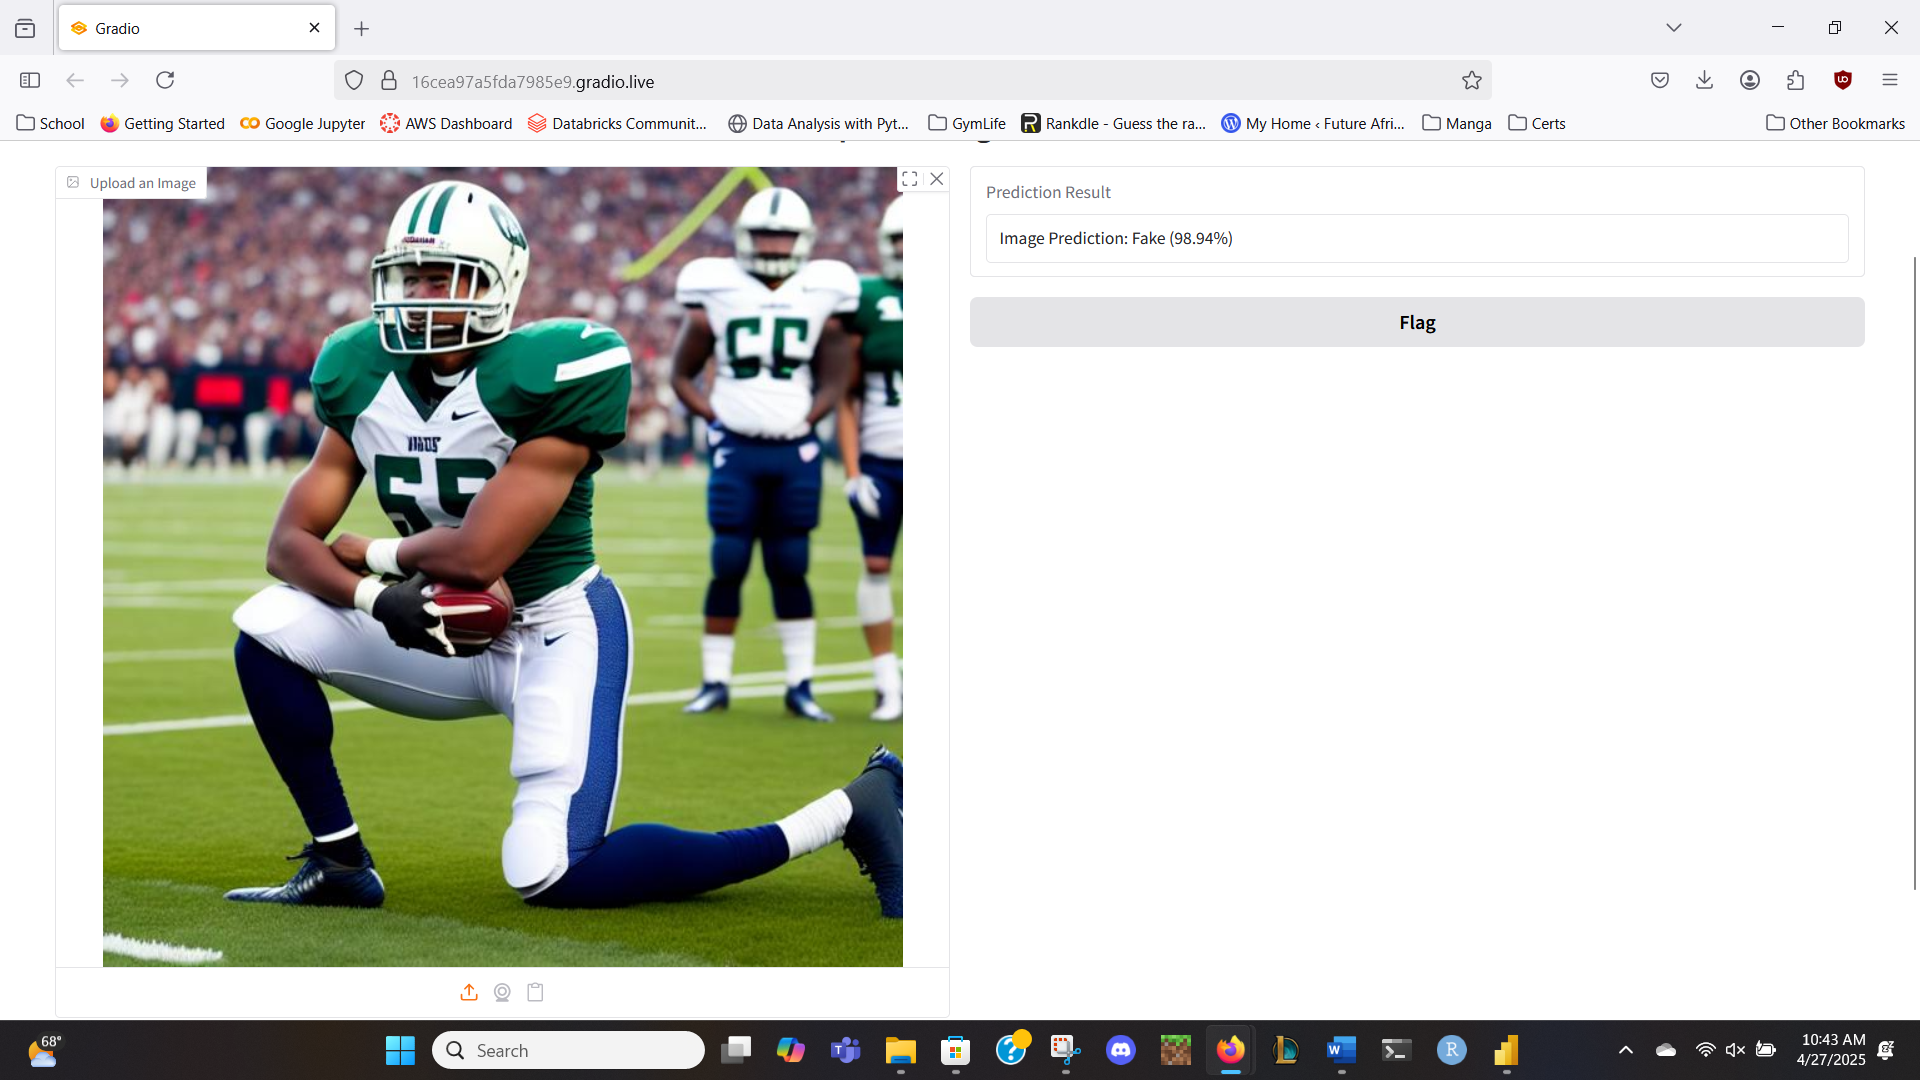 Gradio
16cea97a5fda7985e9.gradio.live
School
Getting Started
Google Jupyter
AWS Dashboard
Databricks Communit...
Data Analysis with Pyt...
GymLife
Rankdle - Guess the ra...
My Home ‹ Future Afri...
Manga
Certs
Other Bookmarks
Upload an Image
Prediction Result
Image Prediction: Fake (98.94%)
Flag
55
68°
Search
10:43 AM
4/27/2025